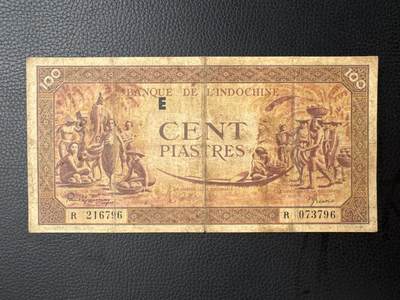 100 BANQUE DE L'INDOCHINE 100
E
CENT
PIASTRES
R 216796 R 073796